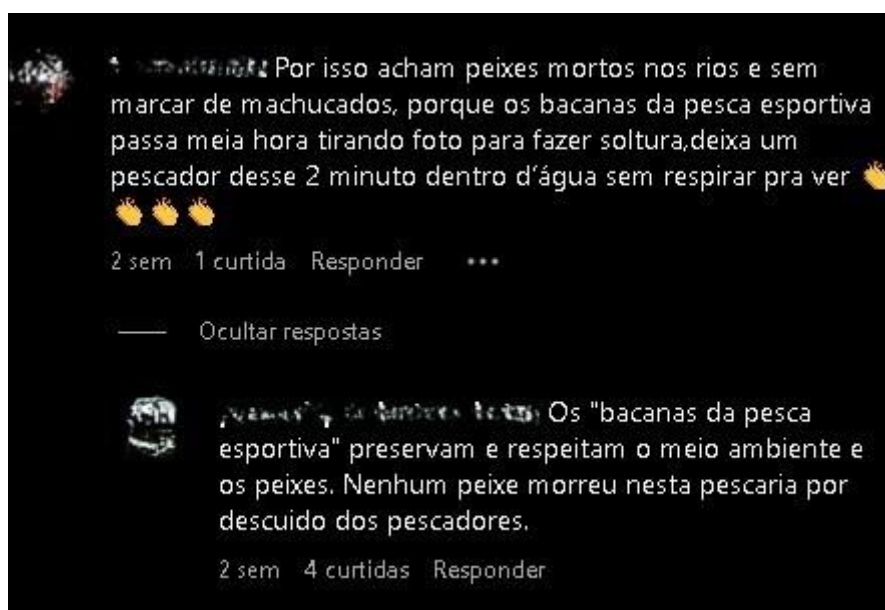 Por isso acham peixes mortos nos rios e sem
marcar de machucados, porque os bacanas da pesca esportiva
passa meia hora tirando foto para fazer soltura,deixa um
pescador desse 2 minuto dentro d'água sem respirar pra ver 👏
👏👏👏
2 sem 1 curtida Responder •••
Ocultar respostas
Os "bacanas da pesca
esportiva" preservam e respeitam o meio ambiente e
os peixes. Nenhum peixe morreu nesta pescaria por
descuido dos pescadores.
2 sem 4 curtidas Responder